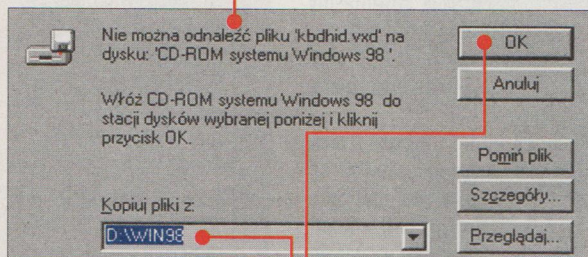 Nie można odnaleźć pliku 'kbdhid.vxd' na
dysku: 'CD-ROM systemu Windows 98 '.
Włóż CD-ROM systemu Windows 98 do
stacji dysków wybranej poniżej i kliknij
przycisk OK.
Kopiuj pliki z:
D:\WIN98
OK
Anuluj
Pomiń plik
Szczegóły...
Przeglądaj...